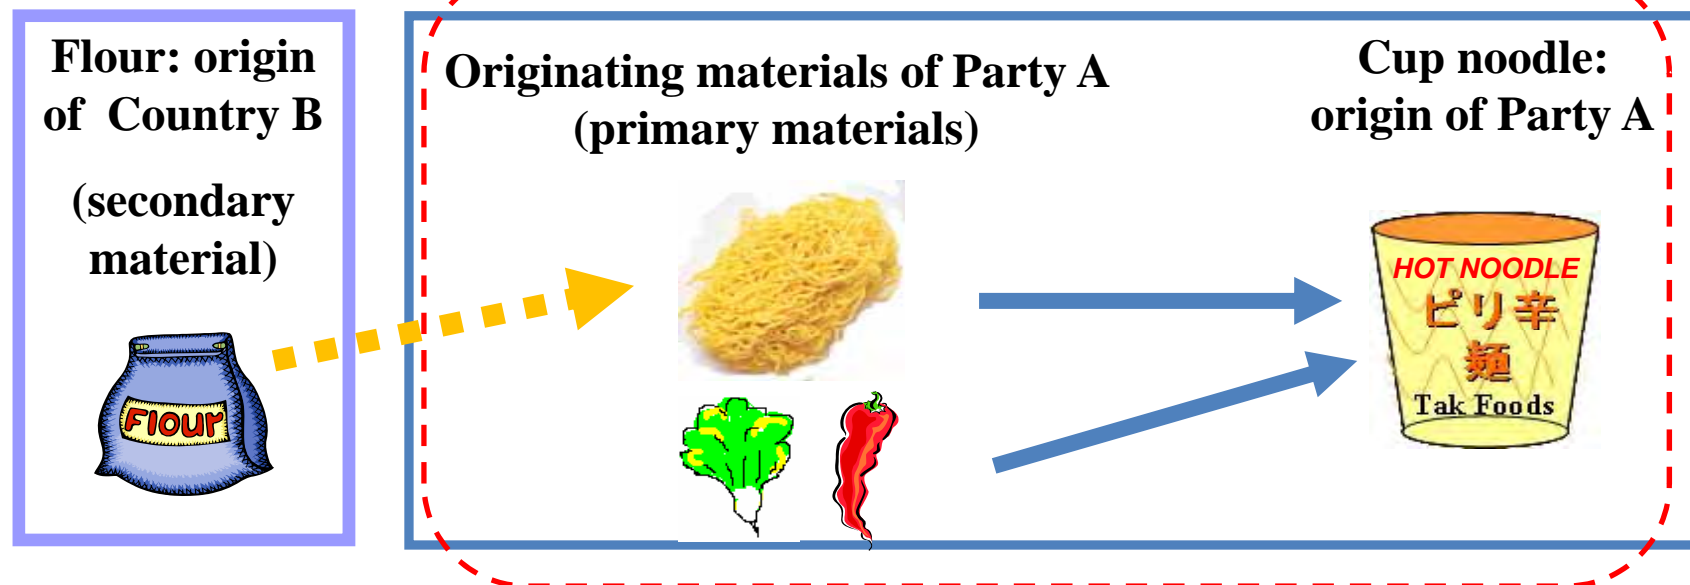 Flour: origin
of Country B
(secondary
material)
Flour
Originating materials of Party A
(primary materials)
Cup noodle:
origin of Party A
HOT NOODLE
ピリ辛
麺
Tak Foods